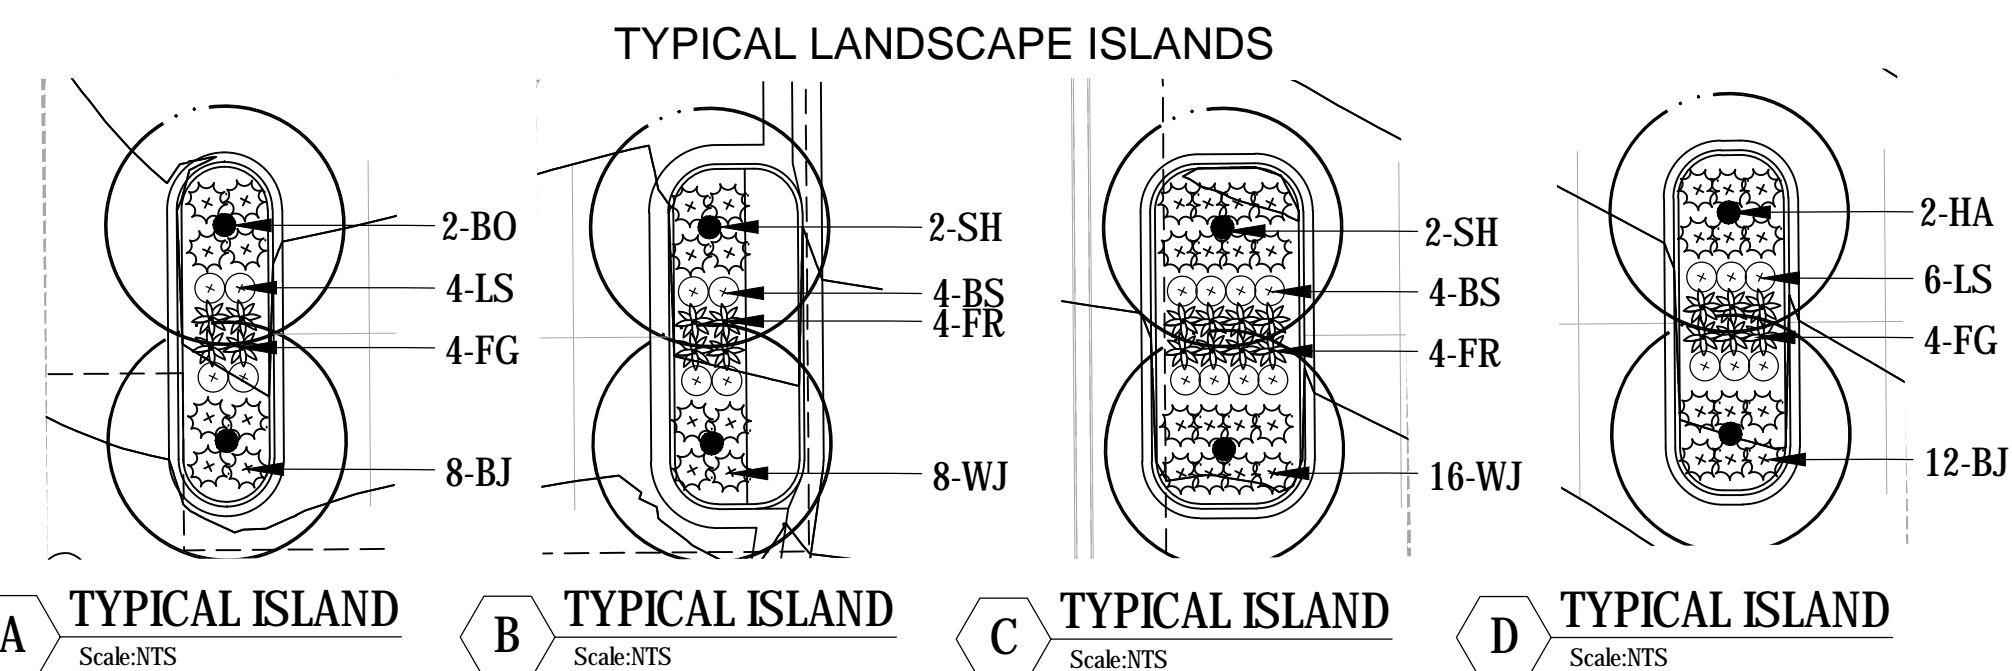 TYPICAL LANDSCAPE ISLANDS
2-BO
4-LS
4-FG
8-BJ
A
TYPICAL ISLAND
Scale:NTS
2-SH
4-BS
4-FR
8-WJ
B
TYPICAL ISLAND
Scale:NTS
2-SH
4-BS
4-FR
16-WJ
C
TYPICAL ISLAND
Scale:NTS
2-HA
6-LS
4-FG
12-BJ
D
TYPICAL ISLAND
Scale:NTS